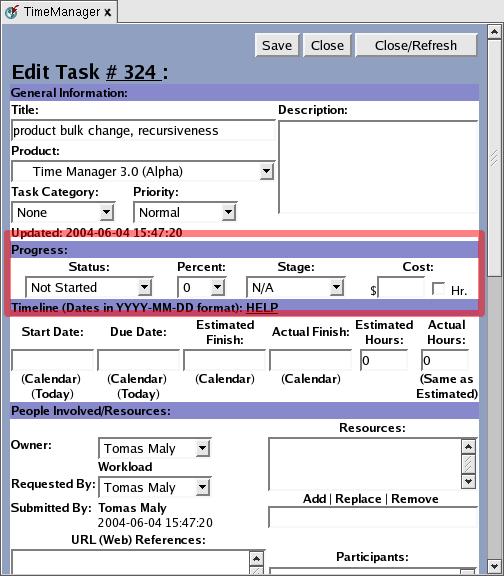 TimeManager
Save Close Close/Refresh
Edit Task # 324 :
General Information:
Title: Description:
product bulk change, recursiveness
Product:
Time Manager 3.0 (Alpha)
Task Category: Priority:
None Normal
Updated: 2004-06-04 15:47:20
Progress:
Status: Percent: Stage: Cost:
Not Started 0 N/A $ Hr.
Timeline (Dates in YYYY-MM-DD format): HELP
Start Date: Due Date: Estimated Finish: Actual Finish: Estimated Hours: Actual Hours:
0 0
(Calendar) (Calendar) (Calendar) (Calendar) (Same as
(Today) (Today) Estimated)
People Involved/Resources:
Resources:
Owner: Tomas Maly
Workload
Requested By: Tomas Maly
Add | Replace | Remove
Submitted By: Tomas Maly
2004-06-04 15:47:20
URL (Web) References:
Participants: